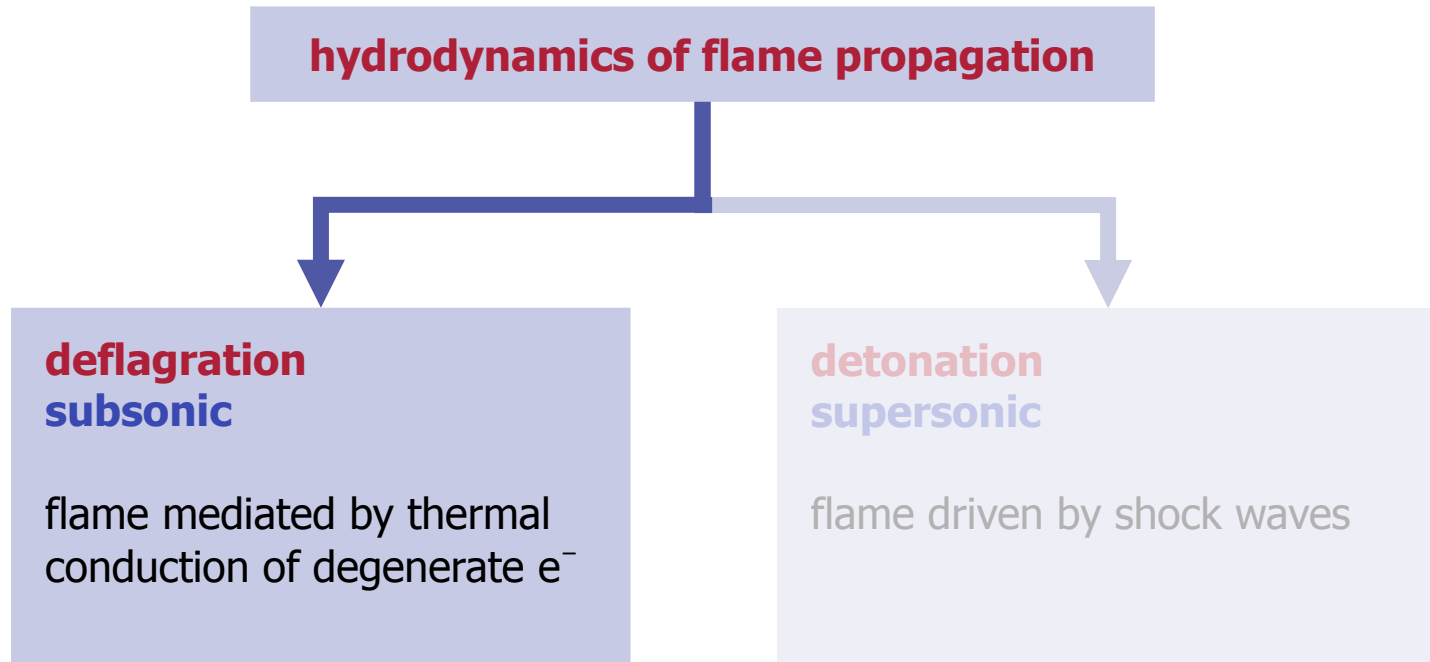 hydrodynamics of flame propagation
deflagration
subsonic
flame mediated by thermal
conduction of degenerate e⁻
detonation
supersonic
flame driven by shock waves